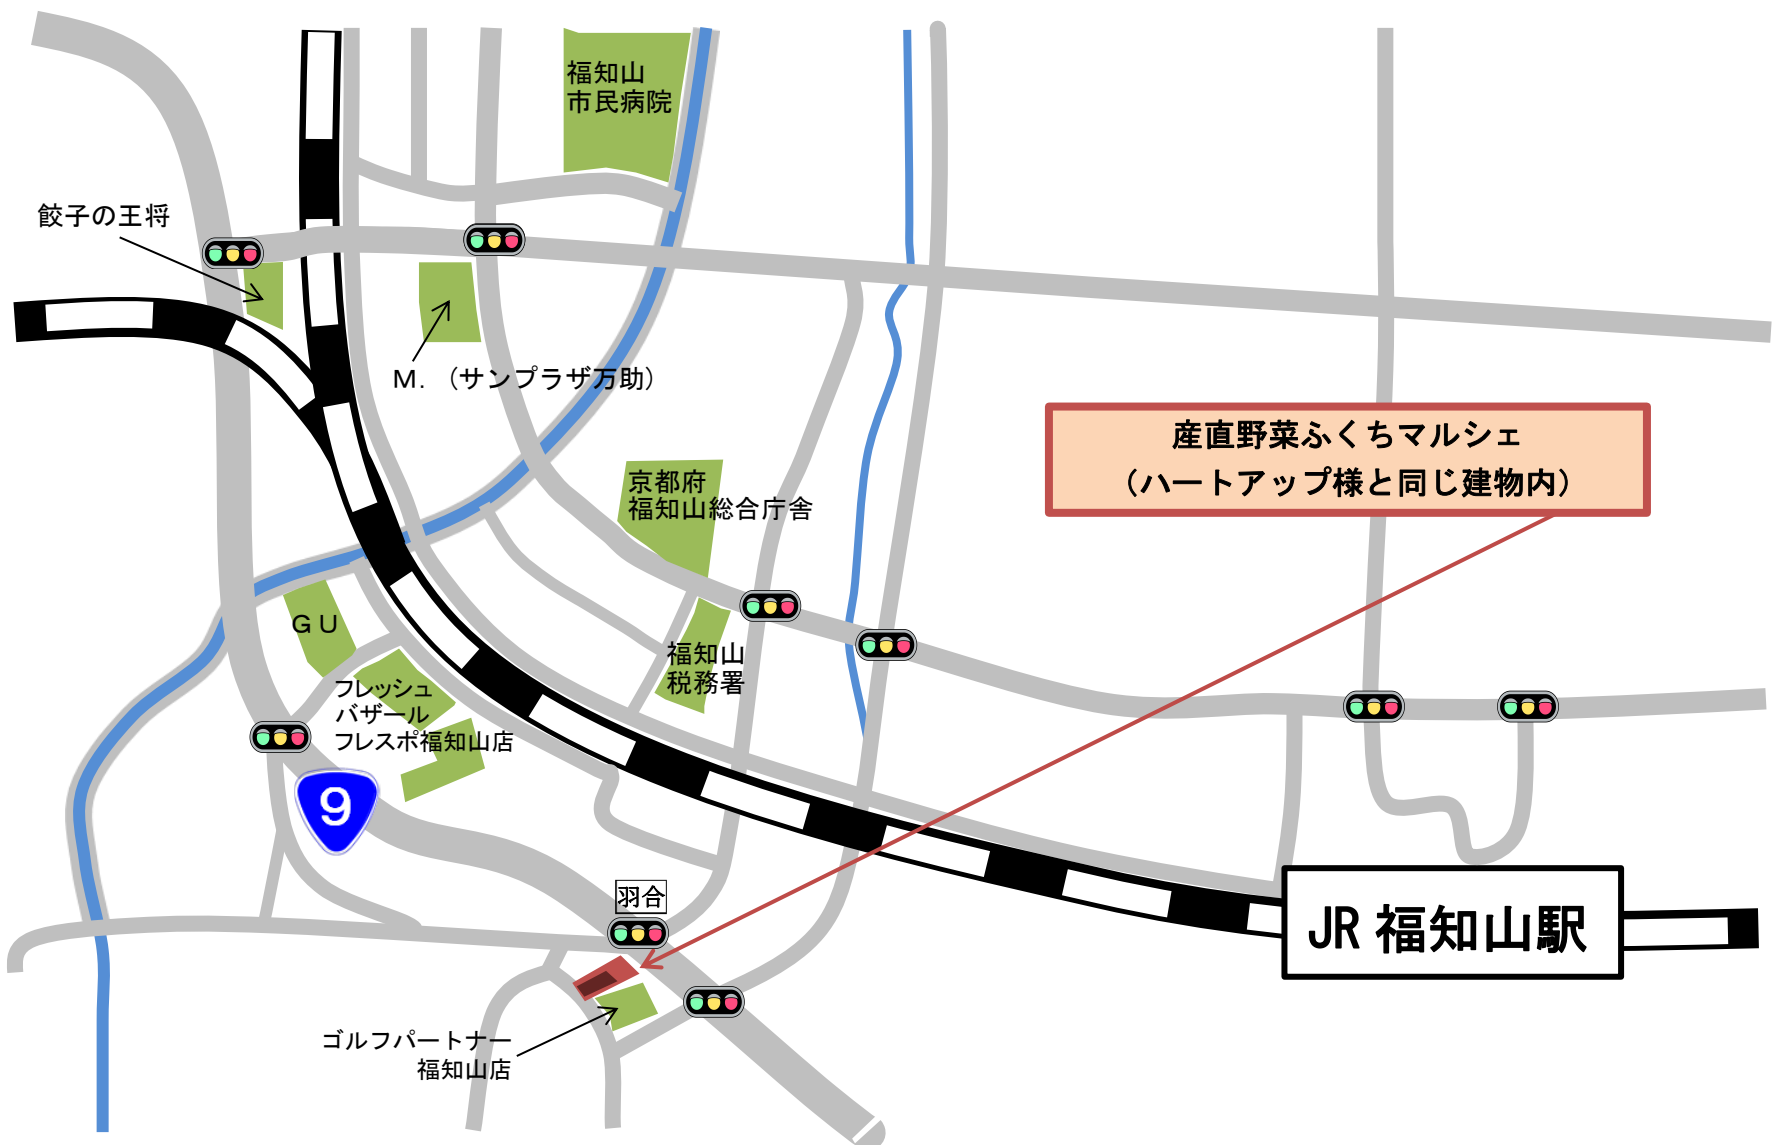 福知山
市民病院
餃子の王将
M．（サンプラザ万助）
産直野菜ふくちマルシェ
（ハートアップ様と同じ建物内）
京都府
福知山総合庁舎
ＧＵ
福知山
税務署
フレッシュ
バザール
フレスポ福知山店
9
羽合
JR 福知山駅
ゴルフパートナー
福知山店